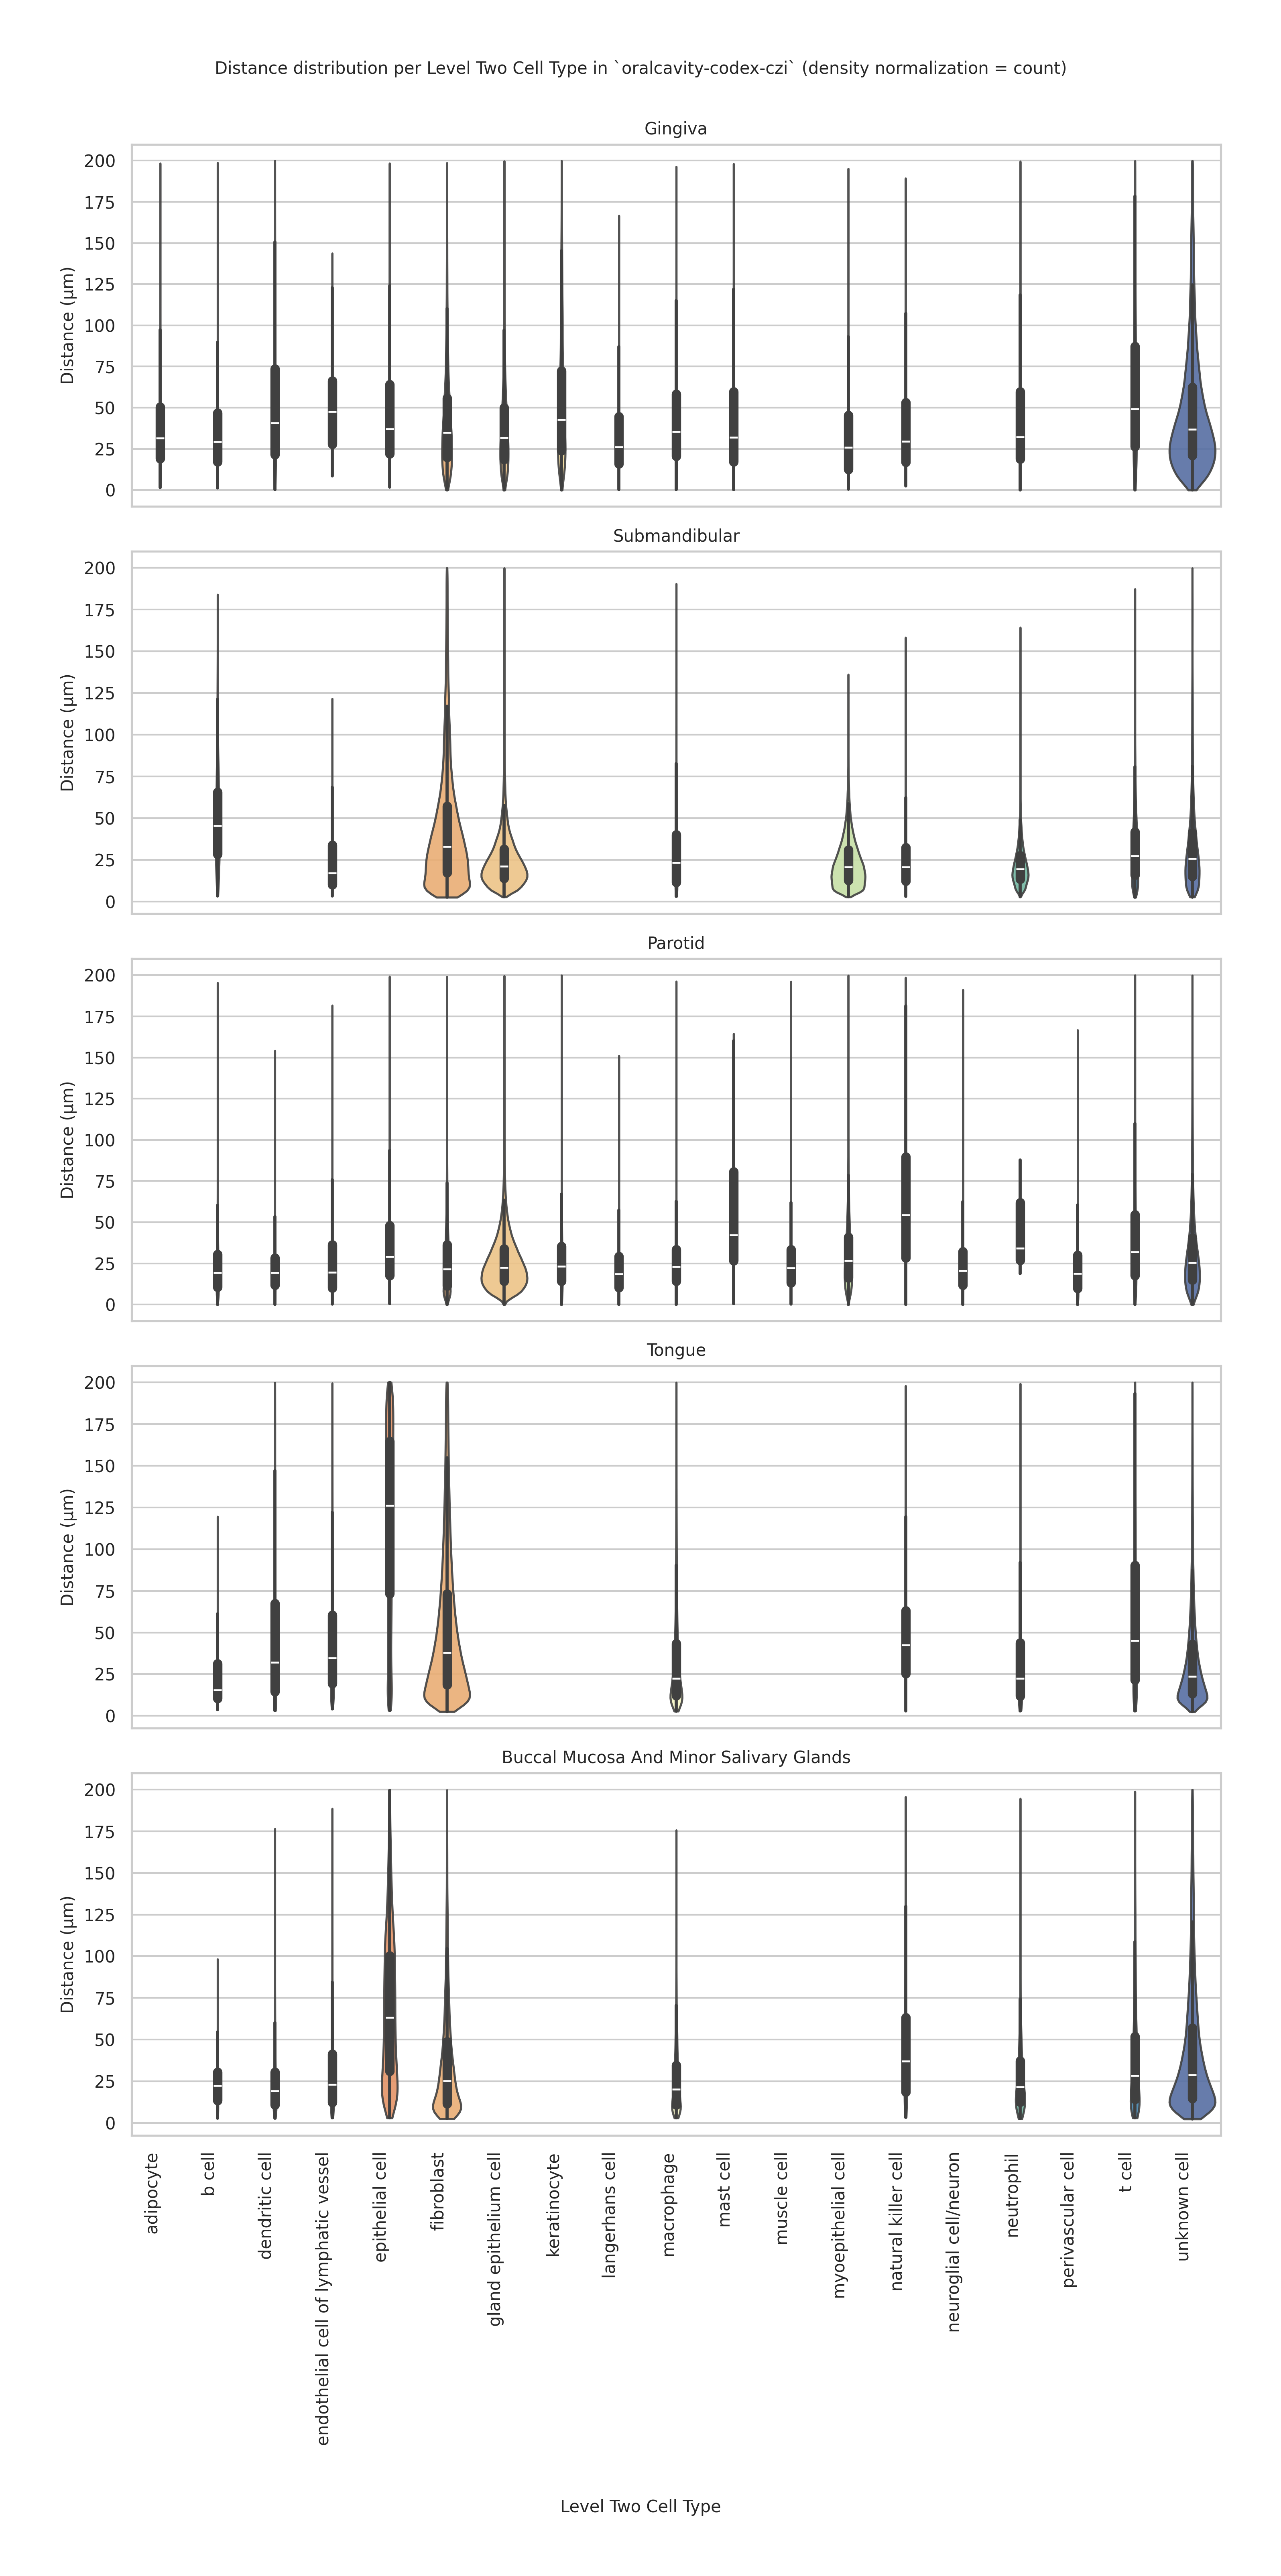 Distance distribution per Level Two Cell Type in `oralcavity-codex-czi` (density normalization = count)
Gingiva
200
175
150
125
100
75
50
25
0
Distance (µm)
Submandibular
200
175
150
125
100
75
50
25
0
Distance (µm)
Parotid
200
175
150
125
100
75
50
25
0
Distance (µm)
Tongue
200
175
150
125
100
75
50
25
0
Distance (µm)
Buccal Mucosa And Minor Salivary Glands
200
175
150
125
100
75
50
25
0
Distance (µm)
adipocyte
b cell
dendritic cell
endothelial cell of lymphatic vessel
epithelial cell
fibroblast
gland epithelium cell
keratinocyte
langerhans cell
macrophage
mast cell
muscle cell
myoepithelial cell
natural killer cell
neuroglial cell/neuron
neutrophil
perivascular cell
t cell
unknown cell
Level Two Cell Type